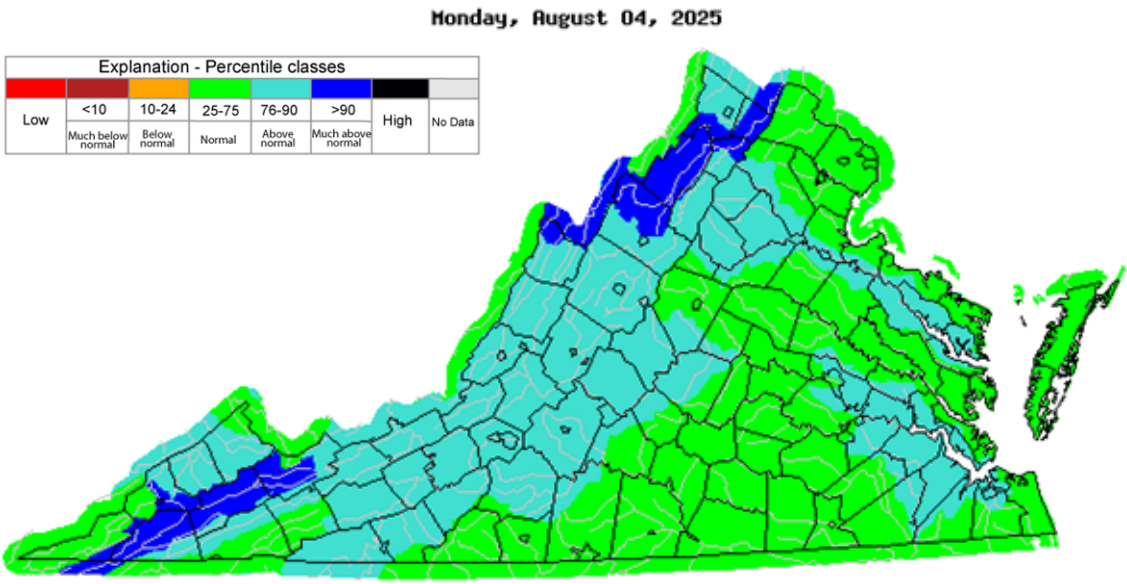 Monday, August 04, 2025
Explanation - Percentile classes
Low <10 10-24 25-75 76-90 >90 High No Data
Much below normal Below normal Normal Above normal Much above normal